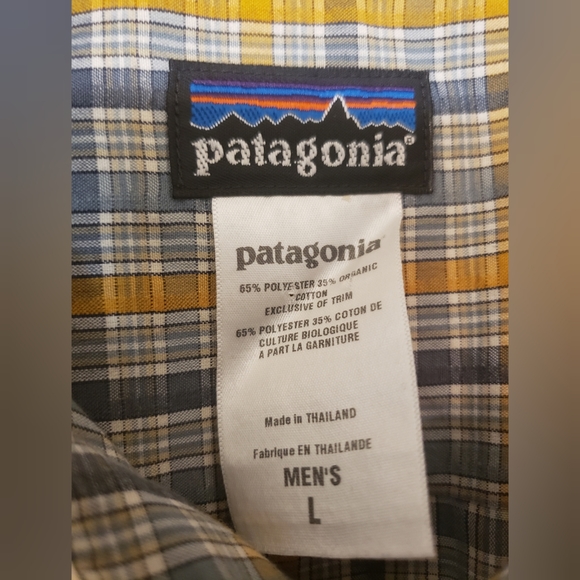 patagonia®
patagonia®
65% POLYESTER 35% ORGANIC
COTTON
EXCLUSIVE OF TRIM
65% POLYESTER 35% COTON DE
CULTURE BIOLOGIQUE
A PART LA GARNITURE
Made in THAILAND
Fabrique EN THAILANDE
MEN'S
L